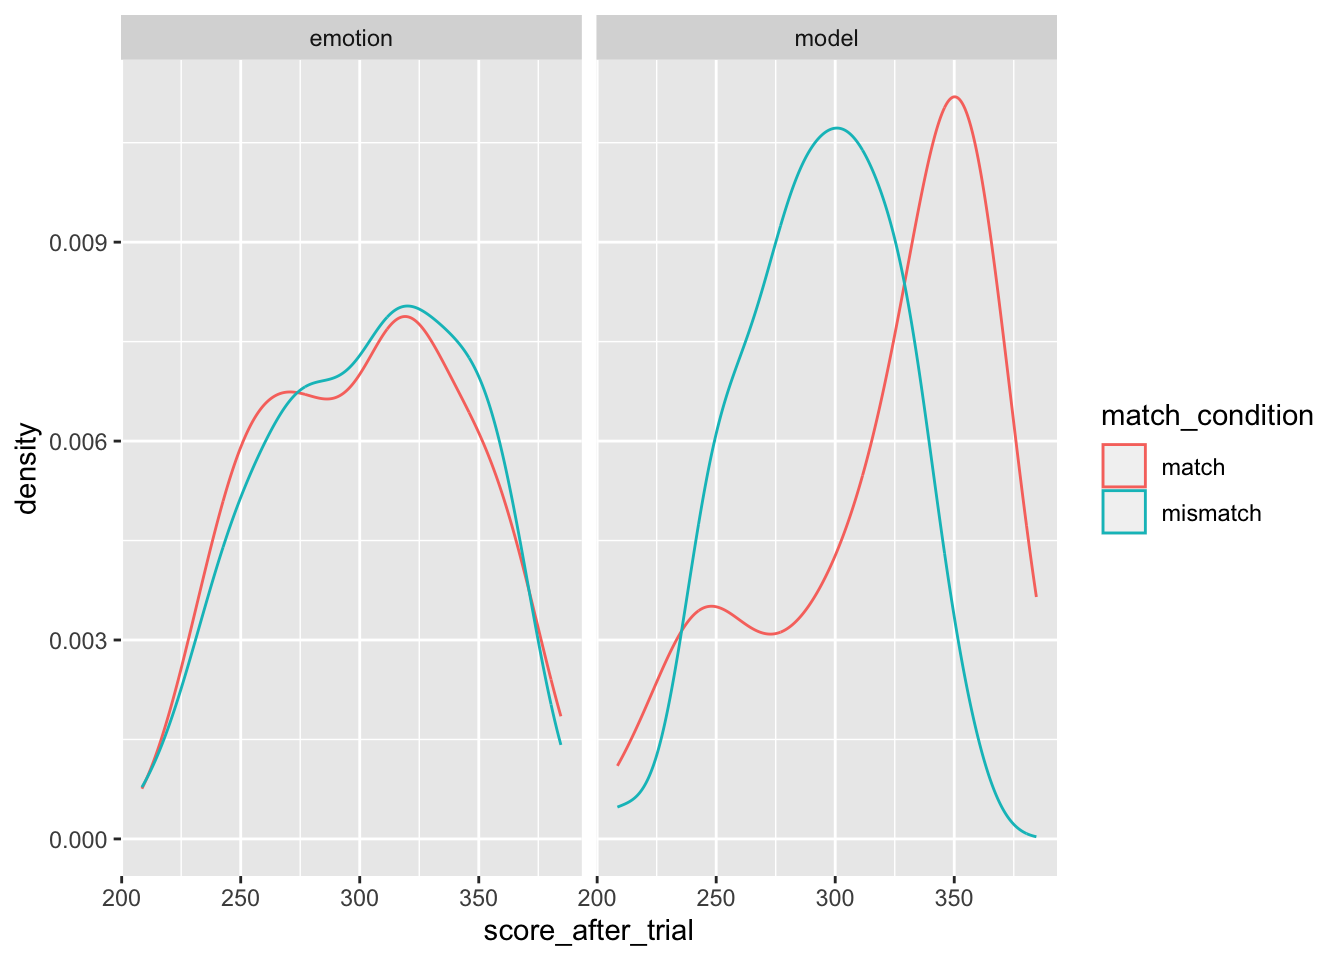 emotion
model
density
0.009
0.006
0.003
0.000
200 250 300 350 200 250 300 350
score_after_trial
match_condition
match
mismatch